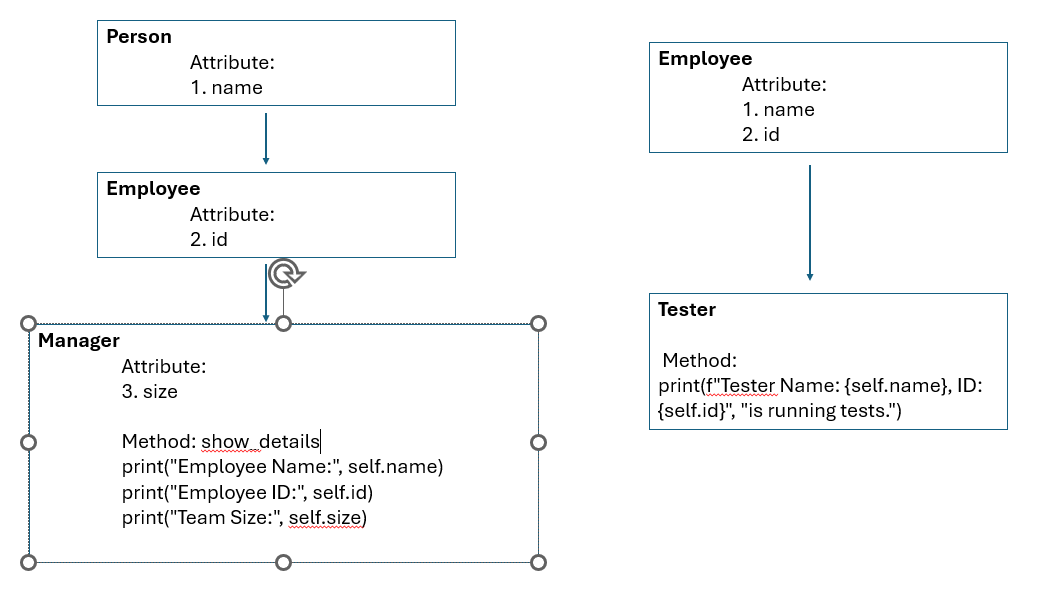 Person
Attribute:
1. name
Employee
Attribute:
2. id
Manager
Attribute:
3. size
Method: show_details
print("Employee Name:", self.name)
print("Employee ID:", self.id)
print("Team Size:", self.size)
Employee
Attribute:
1. name
2. id
Tester
Method:
print(f"Tester Name: {self.name}, ID:
{self.id}", "is running tests.")